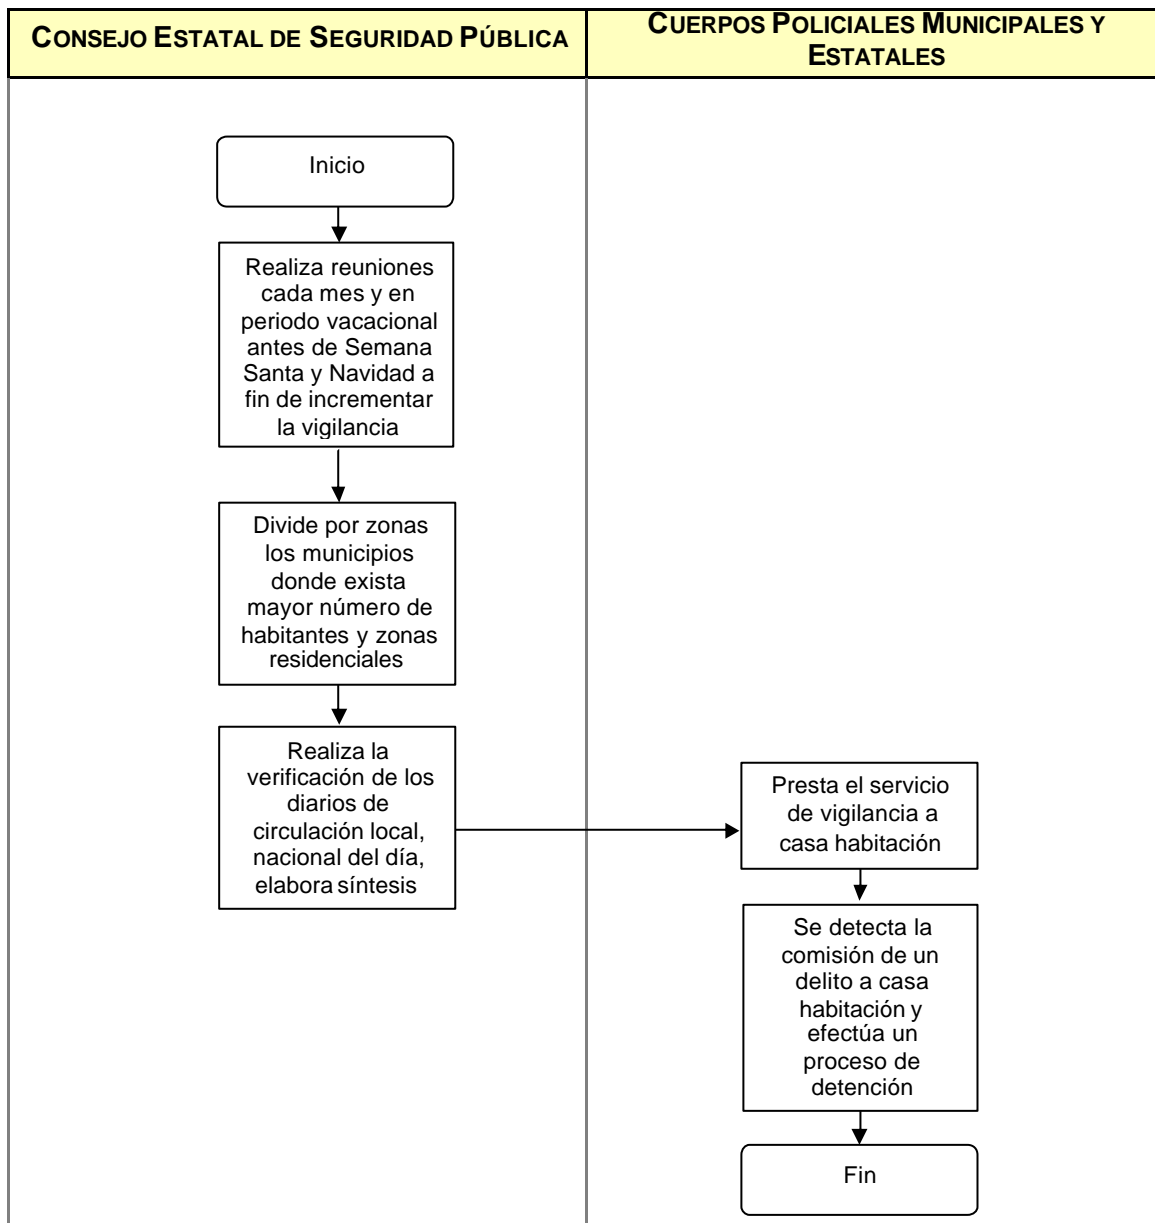 CONSEJO ESTATAL DE SEGURIDAD PÚBLICA
CUERPOS POLICIALES MUNICIPALES Y
ESTATALES
Inicio
Realiza reuniones
cada mes y en
periodo vacacional
antes de Semana
Santa y Navidad a
fin de incrementar
la vigilancia
Divide por zonas
los municipios
donde exista
mayor número de
habitantes y zonas
residenciales
Realiza la
verificación de los
diarios de
circulación local,
nacional del día,
elabora síntesis
Presta el servicio
de vigilancia a
casa habitación
Se detecta la
comisión de un
delito a casa
habitación y
efectúa un
proceso de
detención
Fin